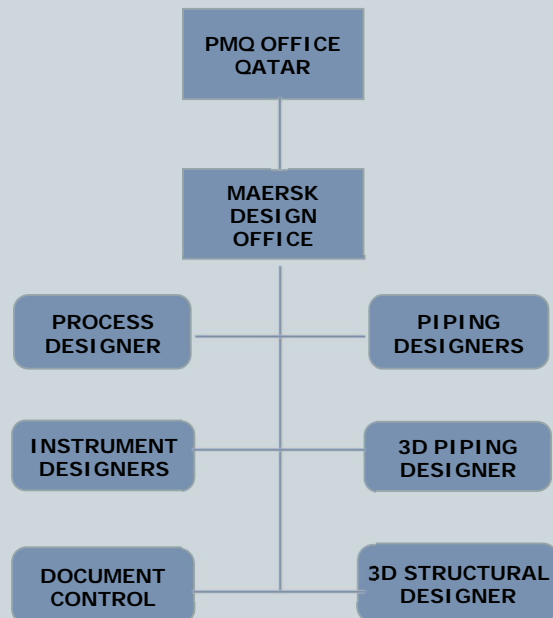 PMQ OFFICE
QATAR
MAERSK
DESIGN
OFFICE
PROCESS
DESIGNER
PIPING
DESIGNERS
INSTRUMENT
DESIGNERS
3D PIPING
DESIGNER
DOCUMENT
CONTROL
3D STRUCTURAL
DESIGNER